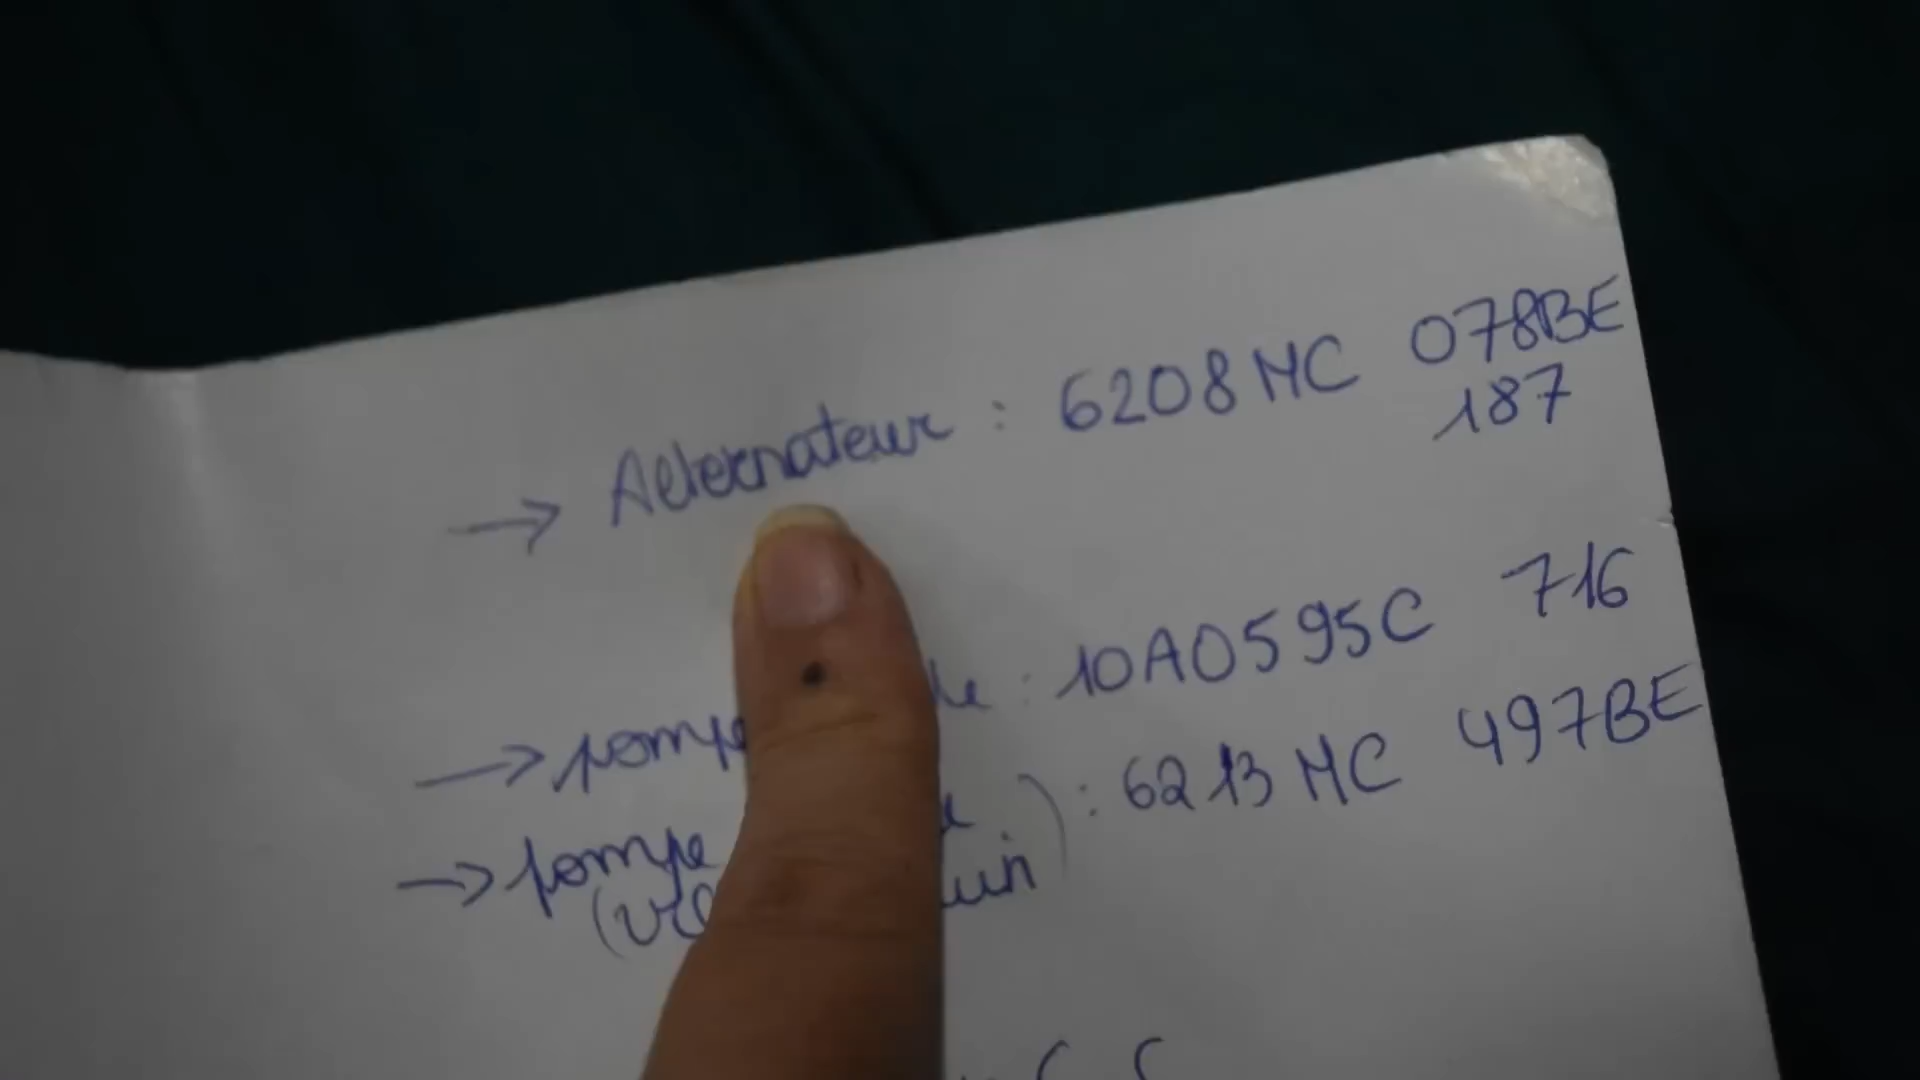 → Alternateur : 6208 MC 078BE
187
→ pompe : 10A0595C 716
→ pompe ) : 6213 MC 497BE